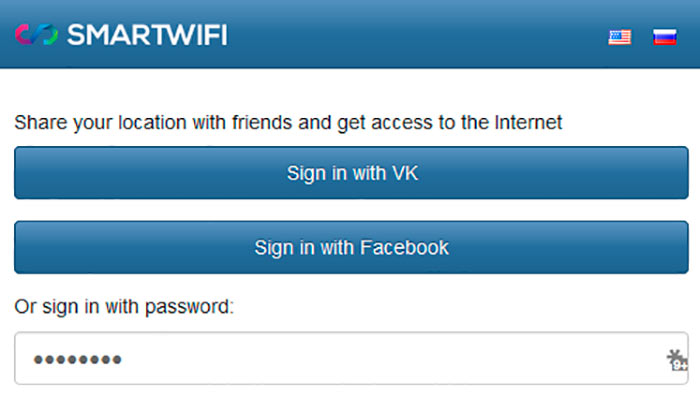 SMARTWIFI
Share your location with friends and get access to the Internet
Sign in with VK
Sign in with Facebook
Or sign in with password:
••••••••
9+